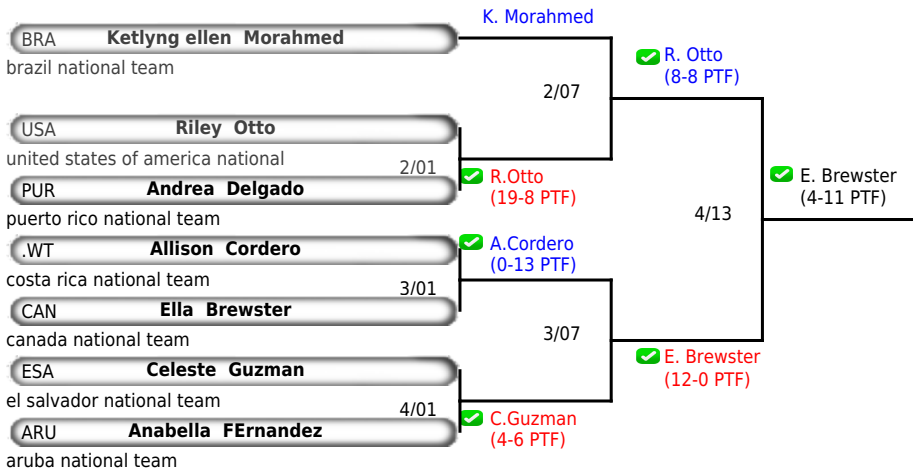 K. Morahmed
BRA Ketlyng ellen Morahmed
brazil national team
R. Otto
(8-8 PTF)
2/07
USA Riley Otto
united states of america national
2/01
PUR Andrea Delgado
puerto rico national team
R.Otto
(19-8 PTF)
E. Brewster
(4-11 PTF)
4/13
.WT Allison Cordero
costa rica national team
A.Cordero
(0-13 PTF)
3/01
CAN Ella Brewster
canada national team
3/07
E. Brewster
(12-0 PTF)
ESA Celeste Guzman
el salvador national team
4/01
ARU Anabella FErnandez
aruba national team
C.Guzman
(4-6 PTF)